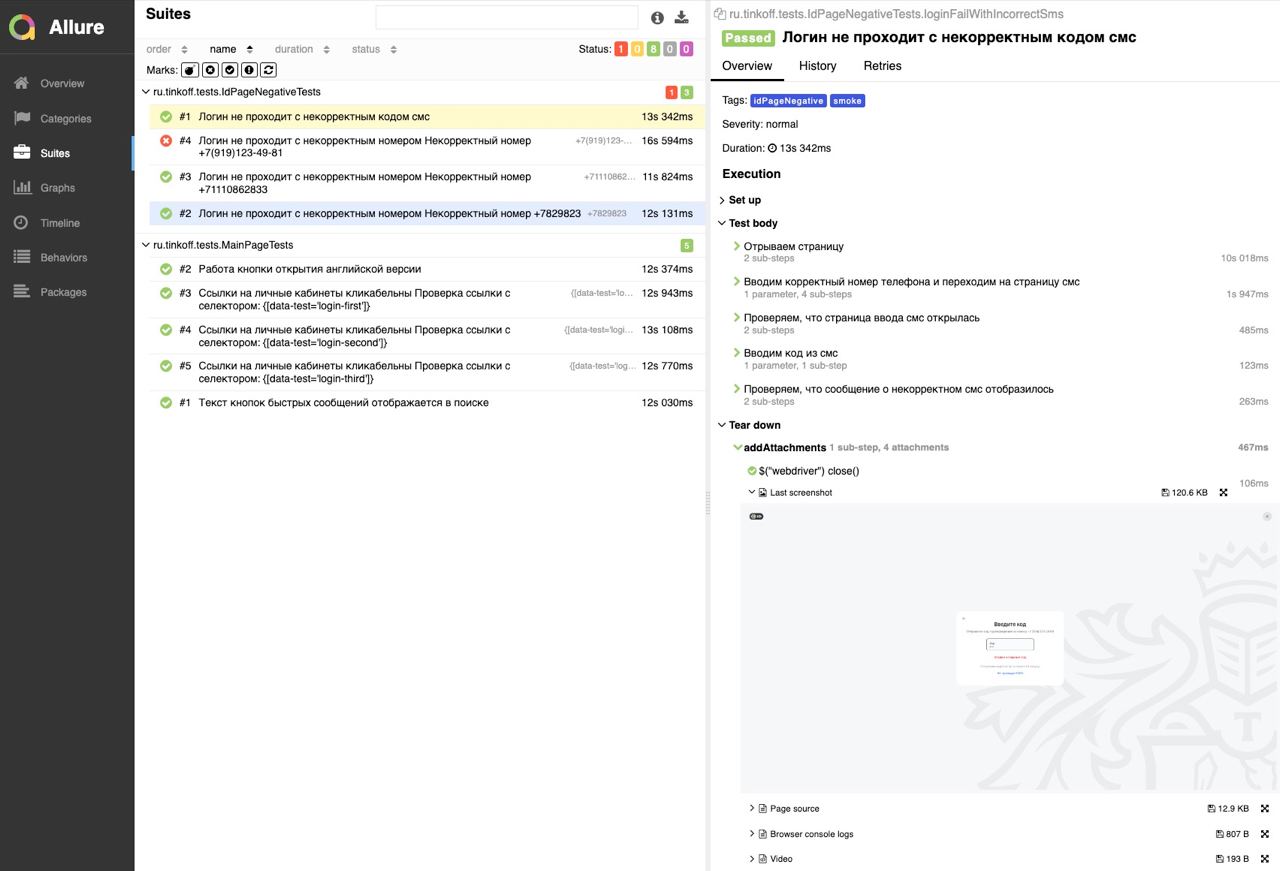 Allure
Overview
Categories
Suites
Graphs
Timeline
Behaviors
Packages
Suites
order name duration status
Status: 1 0 8 0 0
Marks:
ru.tinkoff.tests.IdPageNegativeTests 1 3
#1 Логин не проходит с некорректным кодом смс 13s 342ms
#4 Логин не проходит с некорректным номером Некорректный номер +7(919)123-... 16s 594ms
+7(919)123-49-81
#3 Логин не проходит с некорректным номером Некорректный номер +71110862... 11s 824ms
+71110862833
#2 Логин не проходит с некорректным номером Некорректный номер +7829823 +7829823 12s 131ms
ru.tinkoff.tests.MainPageTests 5
#2 Работа кнопки открытия английской версии 12s 374ms
#3 Ссылки на личные кабинеты кликабельны Проверка ссылки с {[data-test='lo... 12s 943ms
селектором: {[data-test='login-first']}
#4 Ссылки на личные кабинеты кликабельны Проверка ссылки с {[data-test='logi... 13s 108ms
селектором: {[data-test='login-second']}
#5 Ссылки на личные кабинеты кликабельны Проверка ссылки с {[data-test='log... 12s 770ms
селектором: {[data-test='login-third']}
#1 Текст кнопок быстрых сообщений отображается в поиске 12s 030ms
ru.tinkoff.tests.IdPageNegativeTests.loginFailWithIncorrectSms
Passed Логин не проходит с некорректным кодом смс
Overview History Retries
Tags: idPageNegative smoke
Severity: normal
Duration: 13s 342ms
Execution
Set up
Test body
Отрываем страницу
2 sub-steps 10s 018ms
Вводим корректный номер телефона и переходим на страницу смс
1 parameter, 4 sub-steps 1s 947ms
Проверяем, что страница ввода смс открылась
2 sub-steps 485ms
Вводим код из смс
1 parameter, 1 sub-step 123ms
Проверяем, что сообщение о некорректном смс отобразилось
2 sub-steps 263ms
Tear down
addAttachments 1 sub-step, 4 attachments 467ms
$("webdriver") close()
106ms
Last screenshot 120.6 KB
Введите код
Page source 12.9 KB
Browser console logs 807 B
Video 193 B